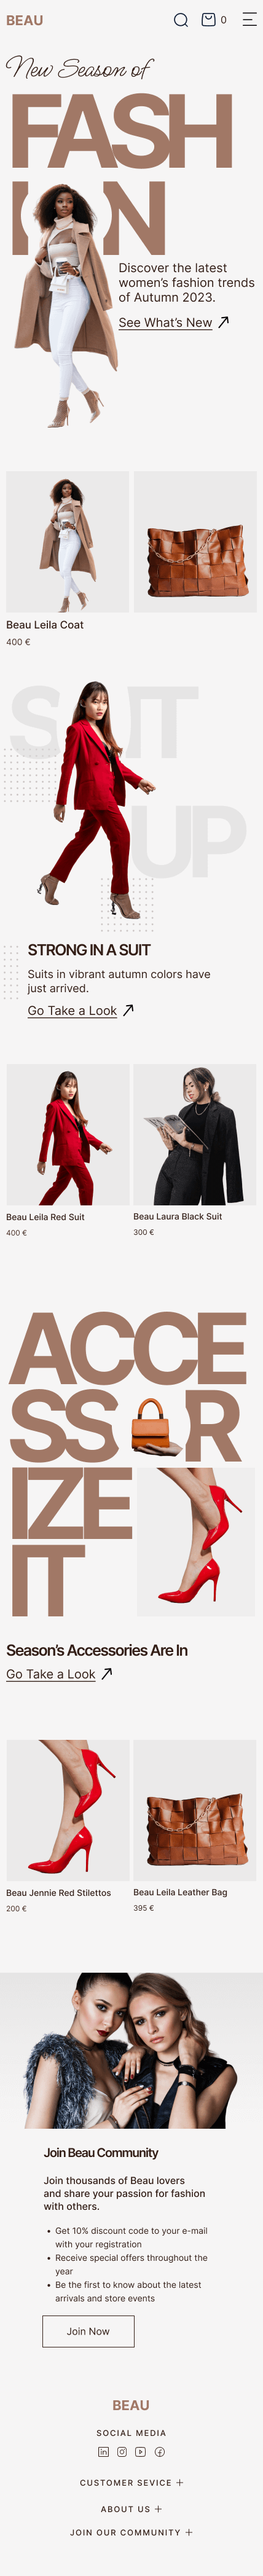 BEAU
0
New Season of
FASH
ION
Discover the latest
women's fashion trends
of Autumn 2023.
See What's New
Beau Leila Coat
400 €
SUIT
UP
STRONG IN A SUIT
Suits in vibrant autumn colors have
just arrived.
Go Take a Look
Beau Leila Red Suit
400 €
Beau Laura Black Suit
300 €
ACCE
SSOR
IZE
IT
Season's Accessories Are In
Go Take a Look
Beau Jennie Red Stilettos
200 €
Beau Leila Leather Bag
395 €
Join Beau Community
Join thousands of Beau lovers
and share your passion for fashion
with others.
• Get 10% discount code to your e-mail
with your registration
• Receive special offers throughout the
year
• Be the first to know about the latest
arrivals and store events
Join Now
BEAU
SOCIAL MEDIA
CUSTOMER SEVICE +
ABOUT US +
JOIN OUR COMMUNITY +